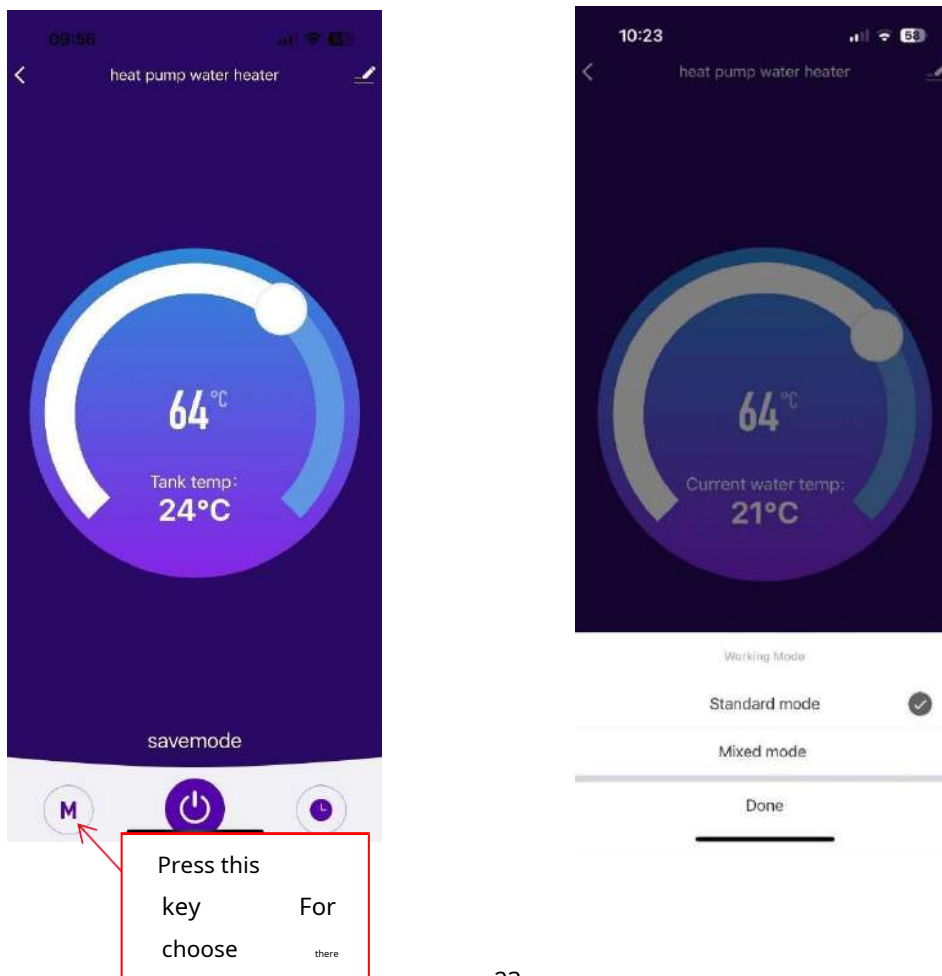 09:56
heat pump water heater
64°C
Tank temp:
24°C
savemode
M
Press this
key For
choose there
10:23
58
heat pump water heater
64°C
Current water temp:
21°C
Working Mode
Standard mode
Mixed mode
Done